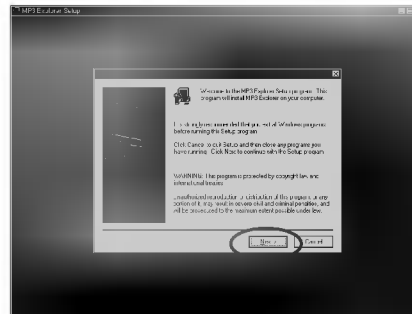 MP3 Explorer Setup
Welcome to the MP3 Explorer Setup program. This
program will install MP3 Explorer on your computer.
It is strongly recommended that you exit all Windows programs
before running this Setup program.
Click Cancel to quit Setup and then close any programs you
have running. Click Next to continue with the Setup program.
WARNING: This program is protected by copyright law and
international treaties.
Unauthorized reproduction or distribution of this program, or any
portion of it, may result in severe civil and criminal penalties, and
will be prosecuted to the maximum extent possible under law.
Next >
Cancel